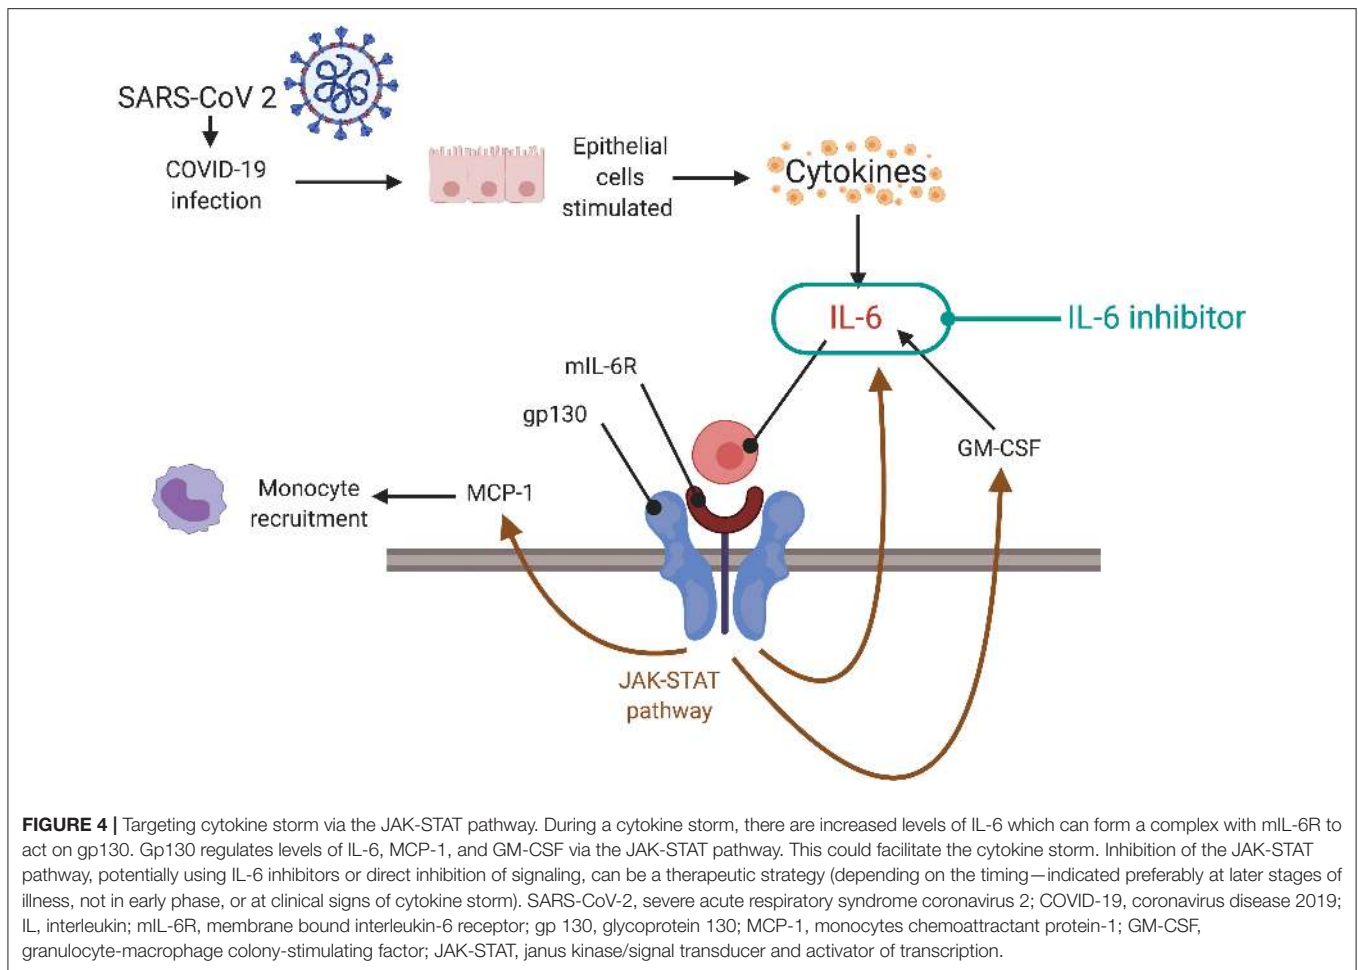 SARS-CoV 2
COVID-19
infection
Epithelial
cells
stimulated
Cytokines
IL-6
IL-6 inhibitor
mIL-6R
gp130
GM-CSF
Monocyte
recruitment
MCP-1
JAK-STAT
pathway
FIGURE 4 | Targeting cytokine storm via the JAK-STAT pathway. During a cytokine storm, there are increased levels of IL-6 which can form a complex with mIL-6R to
act on gp130. Gp130 regulates levels of IL-6, MCP-1, and GM-CSF via the JAK-STAT pathway. This could facilitate the cytokine storm. Inhibition of the JAK-STAT
pathway, potentially using IL-6 inhibitors or direct inhibition of signaling, can be a therapeutic strategy (depending on the timing—indicated preferably at later stages of
illness, not in early phase, or at clinical signs of cytokine storm). SARS-CoV-2, severe acute respiratory syndrome coronavirus 2; COVID-19, coronavirus disease 2019;
IL, interleukin; mIL-6R, membrane bound interleukin-6 receptor; gp 130, glycoprotein 130; MCP-1, monocytes chemoattractant protein-1; GM-CSF,
granulocyte-macrophage colony-stimulating factor; JAK-STAT, janus kinase/signal transducer and activator of transcription.